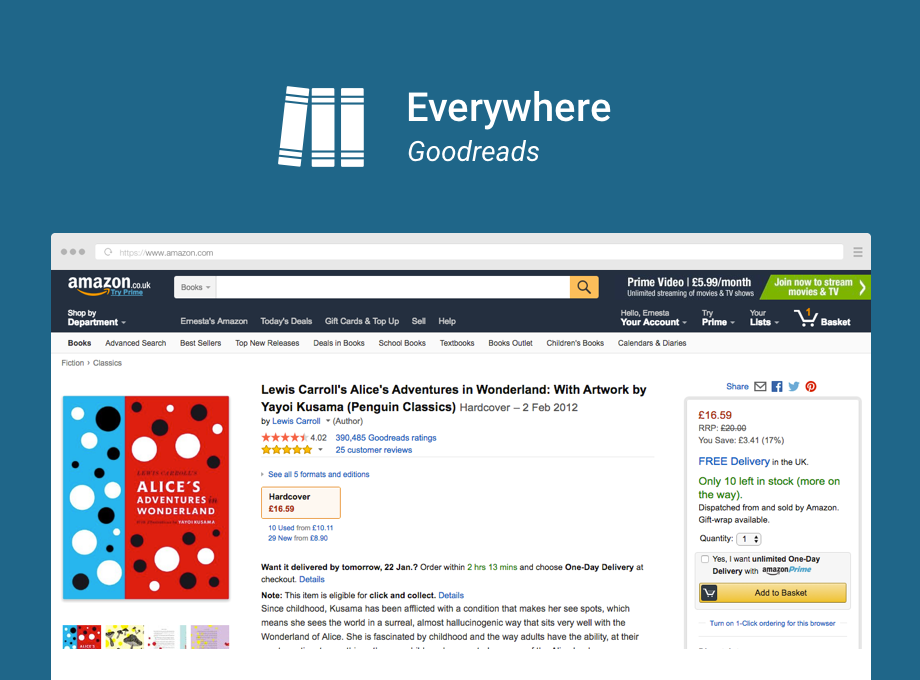 Everywhere
Goodreads
https://www.amazon.com
amazon.co.uk
Try Prime
Books
Prime Video | £5.99/month
Unlimited streaming of movies & TV shows
Join now to stream
movies & TV
Shop by
Department
Ernesta's Amazon Today's Deals Gift Cards & Top Up Sell Help
Hello, Ernesta
Your Account
Try
Prime
Your
Lists
1
Basket
Books Advanced Search Best Sellers Top New Releases Deals in Books School Books Textbooks Books Outlet Children's Books Calendars & Diaries
Fiction › Classics
LEWIS CARROLL'S
ALICE'S
ADVENTURES in
WONDERLAND
YAYOI KUSAMA
Lewis Carroll's Alice's Adventures in Wonderland: With Artwork by
Yayoi Kusama (Penguin Classics) Hardcover – 2 Feb 2012
by Lewis Carroll (Author)
4.02 390,485 Goodreads ratings
25 customer reviews
See all 5 formats and editions
Hardcover
£16.59
10 Used from £10.11
29 New from £8.90
Want it delivered by tomorrow, 22 Jan.? Order within 2 hrs 13 mins and choose One-Day Delivery at
checkout. Details
Note: This item is eligible for click and collect. Details
Since childhood, Kusama has been afflicted with a condition that makes her see spots, which
means she sees the world in a surreal, almost hallucinogenic way that sits very well with the
Wonderland of Alice. She is fascinated by childhood and the way adults have the ability, at their
Share
£16.59
RRP: £20.00
You Save: £3.41 (17%)
FREE Delivery in the UK.
Only 10 left in stock (more on
the way).
Dispatched from and sold by Amazon.
Gift-wrap available.
Quantity: 1
Yes, I want unlimited One-Day
Delivery with amazonPrime
Add to Basket
Turn on 1-Click ordering for this browser